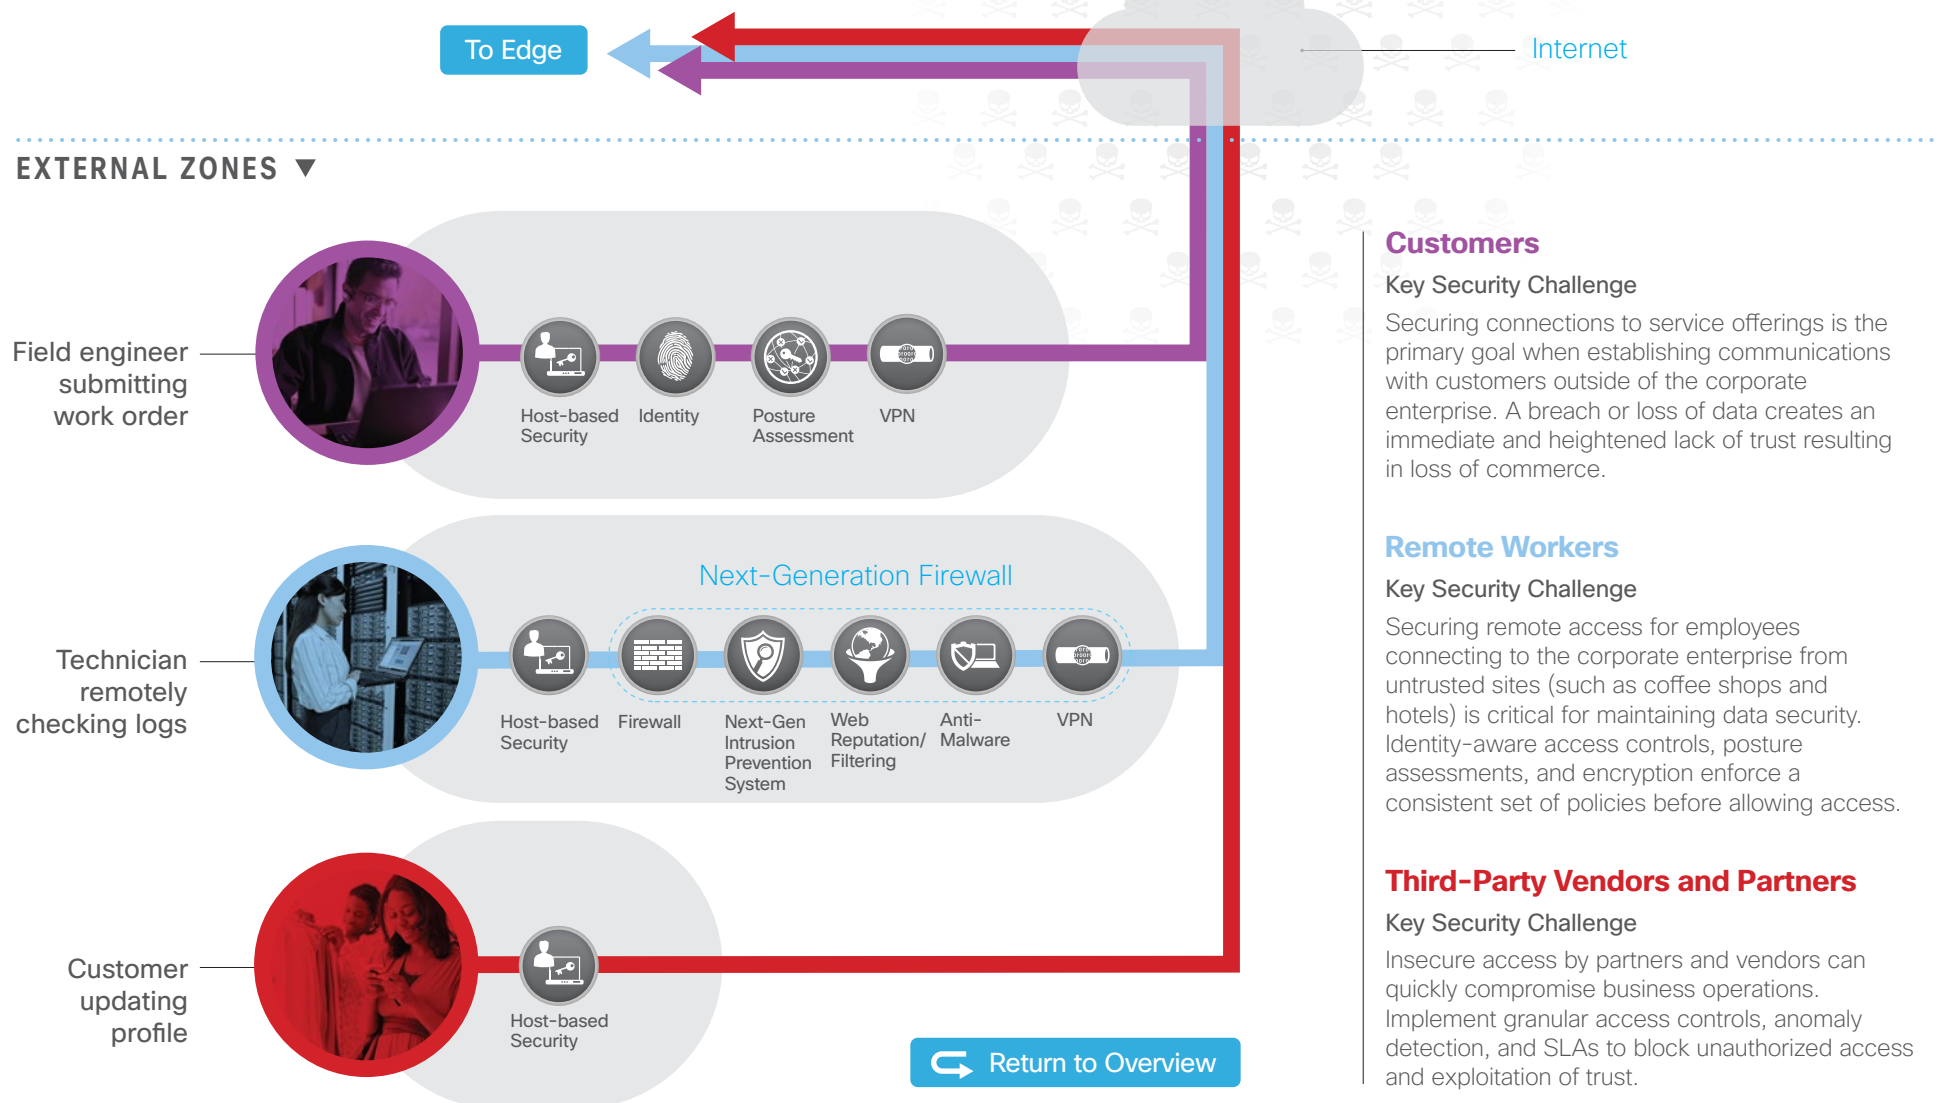 To Edge
Internet
EXTERNAL ZONES ▼
Field engineer
submitting
work order
Host-based
Security
Identity
Posture
Assessment
VPN
Technician
remotely
checking logs
Next-Generation Firewall
Host-based
Security
Firewall
Next-Gen
Intrusion
Prevention
System
Web
Reputation/
Filtering
Anti-
Malware
VPN
Customer
updating
profile
Host-based
Security
Return to Overview
Customers
Key Security Challenge
Securing connections to service offerings is the
primary goal when establishing communications
with customers outside of the corporate
enterprise. A breach or loss of data creates an
immediate and heightened lack of trust resulting
in loss of commerce.
Remote Workers
Key Security Challenge
Securing remote access for employees
connecting to the corporate enterprise from
untrusted sites (such as coffee shops and
hotels) is critical for maintaining data security.
Identity-aware access controls, posture
assessments, and encryption enforce a
consistent set of policies before allowing access.
Third-Party Vendors and Partners
Key Security Challenge
Insecure access by partners and vendors can
quickly compromise business operations.
Implement granular access controls, anomaly
detection, and SLAs to block unauthorized access
and exploitation of trust.